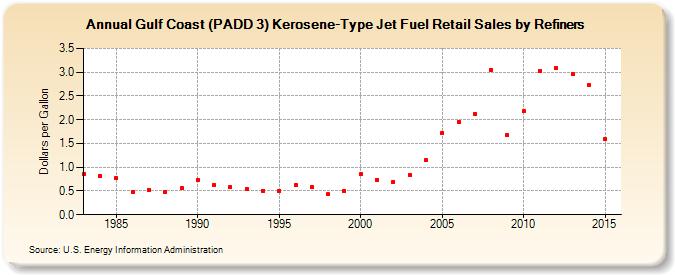 Annual Gulf Coast (PADD 3) Kerosene-Type Jet Fuel Retail Sales by Refiners
Dollars per Gallon
3.5
3.0
2.5
2.0
1.5
1.0
0.5
0.0
1985 1990 1995 2000 2005 2010 2015
Source: U.S. Energy Information Administration